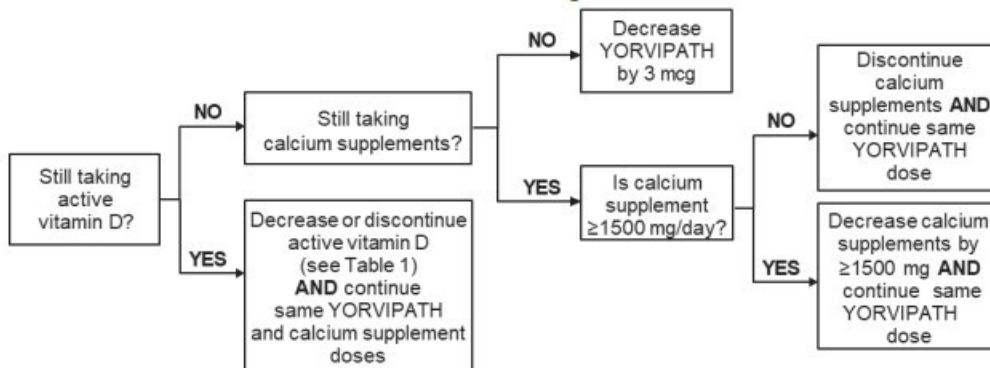 Still taking
active
vitamin D?
NO
Still taking
calcium supplements?
YES
Decrease or discontinue
active vitamin D
(see Table 1)
AND continue
same YORVIPATH
and calcium supplement
doses
NO
Decrease
YORVIPATH
by 3 mcg
YES
Is calcium
supplement
≥1500 mg/day?
NO
Discontinue
calcium
supplements AND
continue same
YORVIPATH
dose
YES
Decrease calcium
supplements by
≥1500 mg AND
continue same
YORVIPATH
dose